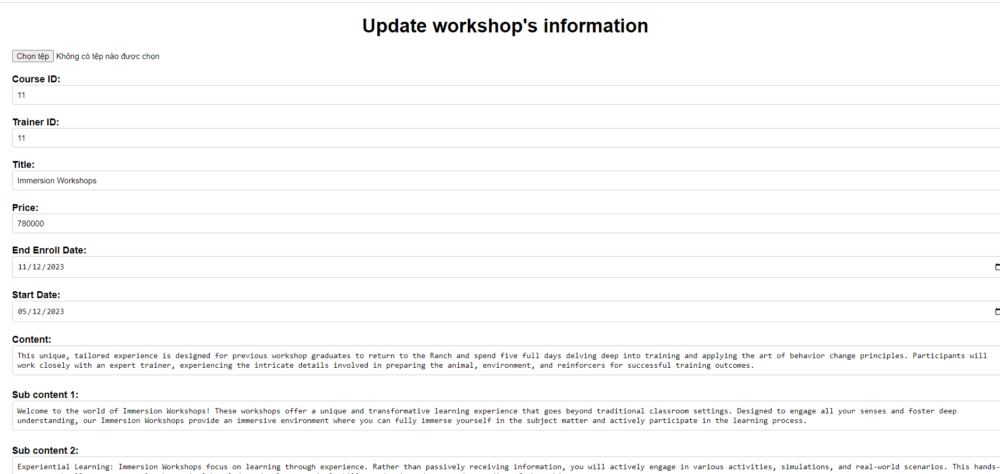 Update workshop's information
Chọn tệp Không có tệp nào được chọn
Course ID:
11
Trainer ID:
11
Title:
Immersion Workshops
Price:
780000
End Enroll Date:
11/12/2023
Start Date:
05/12/2023
Content:
This unique, tailored experience is designed for previous workshop graduates to return to the Ranch and spend five full days delving deep into training and applying the art of behavior change principles. Participants will
work closely with an expert trainer, experiencing the intricate details involved in preparing the animal, environment, and reinforcers for successful training outcomes.
Sub content 1:
Welcome to the world of Immersion Workshops! These workshops offer a unique and transformative learning experience that goes beyond traditional classroom settings. Designed to engage all your senses and foster deep
understanding, our Immersion Workshops provide an immersive environment where you can fully immerse yourself in the subject matter and actively participate in the learning process.
Sub content 2:
Experiential Learning: Immersion Workshops focus on learning through experience. Rather than passively receiving information, you will actively engage in various activities, simulations, and real-world scenarios. This hands-